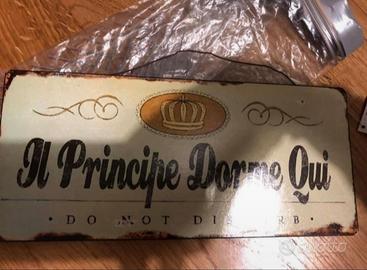 Il Principe Dorme Qui
· DO NOT DISTURB ·